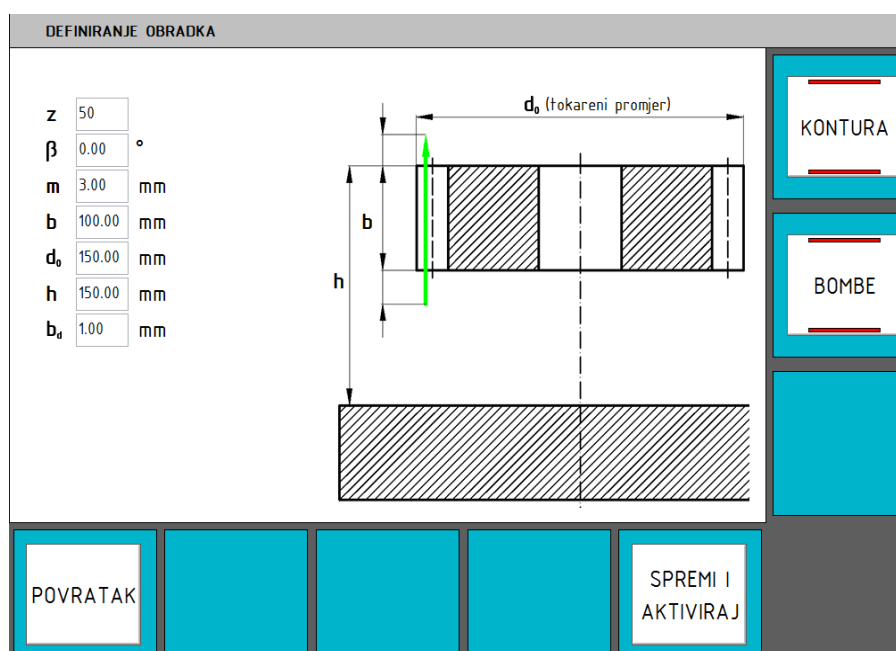 DEFINIRANJE OBRADKA
z 50
β 0.00 °
m 3.00 mm
b 100.00 mm
d₀ 150.00 mm
h 150.00 mm
b_d 1.00 mm
d₀ (tokareni promjer)
b
h
KONTURA
BOMBE
POVRATAK
SPREMI I
AKTIVIRAJ